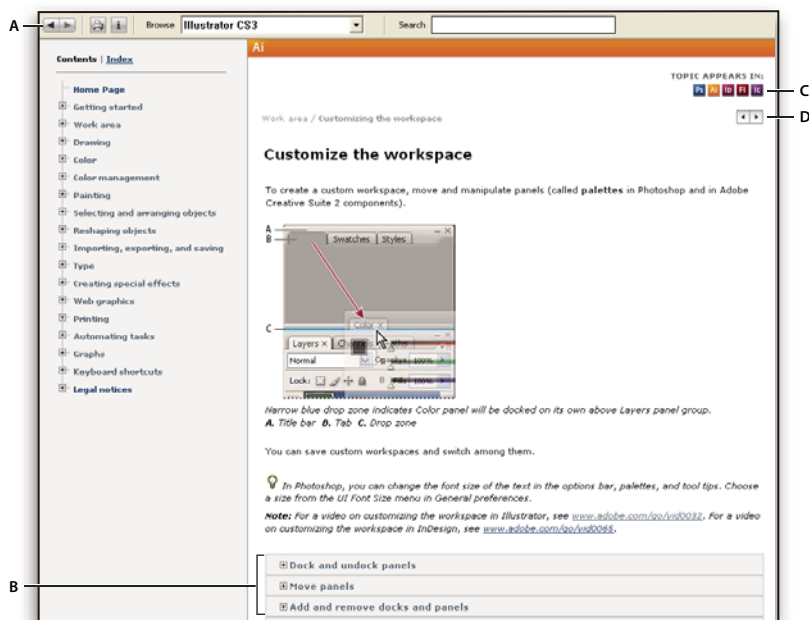 A
Browse Illustrator CS3 Search
Ai
Contents | Index
Home Page
Getting started
Work area
Drawing
Color
Color management
Painting
Selecting and arranging objects
Reshaping objects
Importing, exporting, and saving
Type
Creating special effects
Web graphics
Printing
Automating tasks
Graphs
Keyboard shortcuts
Legal notices
TOPIC APPEARS IN:
Ps Ai ID Fl
C
D
Work area / Customizing the workspace
Customize the workspace
To create a custom workspace, move and manipulate panels (called palettes in Photoshop and in Adobe
Creative Suite 2 components).
A
B
Swatches Styles
Color ×
C
Layers ×
Normal 100%
Lock: Fill: 100%
Narrow blue drop zone indicates Color panel will be docked on its own above Layers panel group.
A. Title bar B. Tab C. Drop zone
You can save custom workspaces and switch among them.
In Photoshop, you can change the font size of the text in the options bar, palettes, and tool tips. Choose
a size from the UI Font Size menu in General preferences.
Note: For a video on customizing the workspace in Illustrator, see www.adobe.com/go/vid0032. For a video
on customizing the workspace in InDesign, see www.adobe.com/go/vid0065.
B
Dock and undock panels
Move panels
Add and remove docks and panels